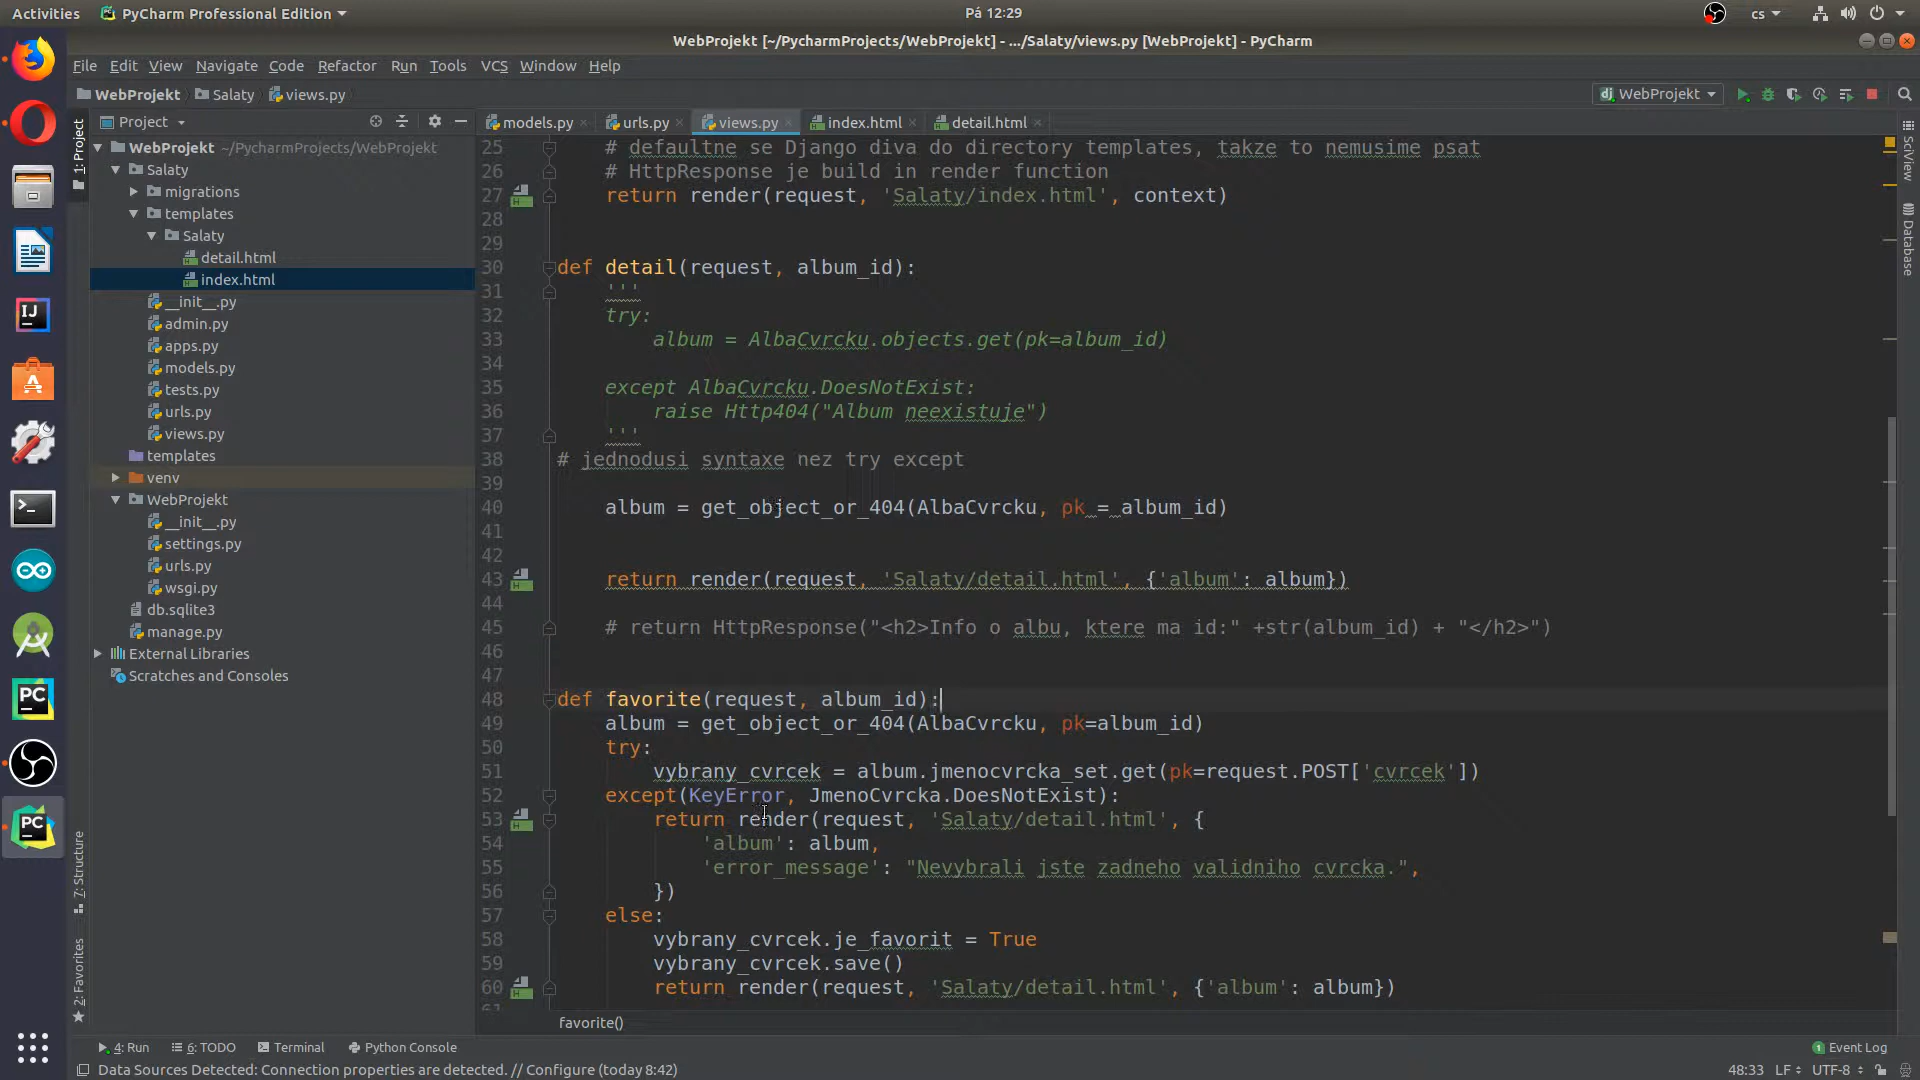 Activities
PyCharm Professional Edition
Pá 12:29
cs
WebProjekt [~/PycharmProjects/WebProjekt] - .../Salaty/views.py [WebProjekt] - PyCharm
File Edit View Navigate Code Refactor Run Tools VCS Window Help
WebProjekt Salaty views.py
WebProjekt
Project
models.py urls.py views.py index.html detail.html
1: Project
7: Structure
2: Favorites
SciView
Database
WebProjekt ~/PycharmProjects/WebProjekt
Salaty
migrations
templates
Salaty
detail.html
index.html
__init__.py
admin.py
apps.py
models.py
tests.py
urls.py
views.py
templates
venv
WebProjekt
__init__.py
settings.py
urls.py
wsgi.py
db.sqlite3
manage.py
External Libraries
Scratches and Consoles
25 # defaultne se Django diva do directory templates, takze to nemusime psat
26 # HttpResponse je build in render function
27 return render(request, 'Salaty/index.html', context)
28
29
30 def detail(request, album_id):
31 '''
32 try:
33 album = AlbaCvrcku.objects.get(pk=album_id)
34
35 except AlbaCvrcku.DoesNotExist:
36 raise Http404("Album neexistuje")
37 '''
38 # jednodusi syntaxe nez try except
39
40 album = get_object_or_404(AlbaCvrcku, pk = album_id)
41
42
43 return render(request, 'Salaty/detail.html', {'album': album})
44
45 # return HttpResponse("<h2>Info o albu, ktere ma id:" +str(album_id) + "</h2>")
46
47
48 def favorite(request, album_id):
49 album = get_object_or_404(AlbaCvrcku, pk=album_id)
50 try:
51 vybrany_cvrcek = album.jmenocvrcka_set.get(pk=request.POST['cvrcek'])
52 except(KeyError, JmenoCvrcka.DoesNotExist):
53 return render(request, 'Salaty/detail.html', {
54 'album': album,
55 'error_message': "Nevybrali jste zadneho validniho cvrcka.",
56 })
57 else:
58 vybrany_cvrcek.je_favorit = True
59 vybrany_cvrcek.save()
60 return render(request, 'Salaty/detail.html', {'album': album})
favorite()
4: Run 6: TODO Terminal Python Console
1 Event Log
Data Sources Detected: Connection properties are detected. // Configure (today 8:42)
48:33 LF UTF-8